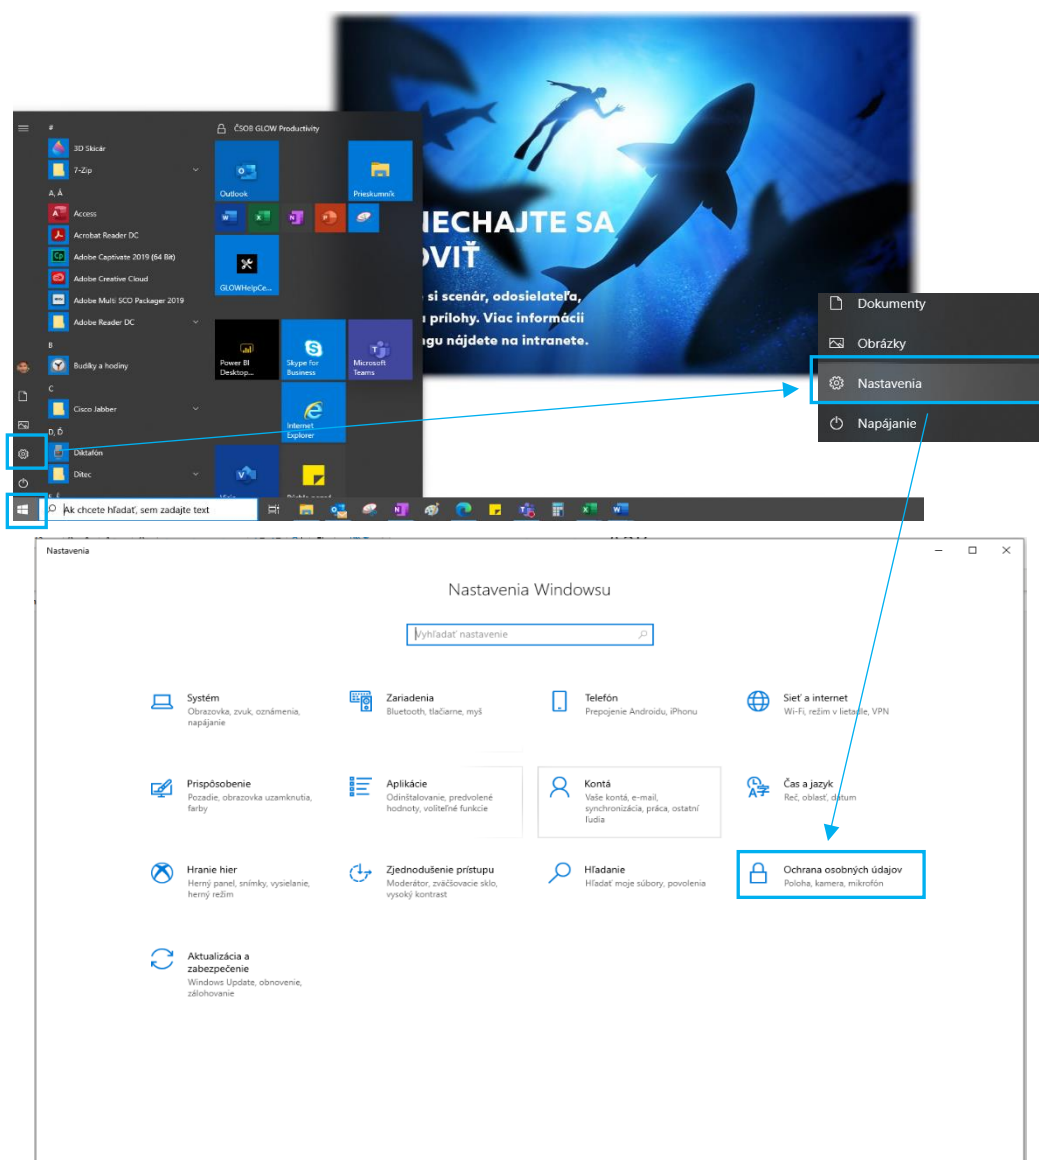 #
3D Skicár
7-Zip
A, Á
Access
Acrobat Reader DC
Adobe Captivate 2019 (64 Bit)
Adobe Creative Cloud
Adobe Multi SCO Packager 2019
Adobe Reader DC
B
Budíky a hodiny
C
Cisco Jabber
D, Ď
Diktafón
Ditec
ČSOB GLOW Productivity
Outlook
Prieskumník
GLOWHelpCe...
Power BI
Desktop...
Skype for
Business
Microsoft
Teams
Internet
Explorer
Ak chcete hľadať, sem zadajte text
NECHAJTE SA
OVIŤ
si scenár, odosielateľa,
prílohy. Viac informácii
ngu nájdete na intranete.
Dokumenty
Obrázky
Nastavenia
Napájanie
Nastavenia
Nastavenia Windowsu
Vyhľadať nastavenie
Systém
Obrazovka, zvuk, oznámenia,
napájanie
Zariadenia
Bluetooth, tlačiarne, myš
Telefón
Prepojenie Androidu, iPhonu
Sieť a internet
Wi-Fi, režim v lietadle, VPN
Prispôsobenie
Pozadie, obrazovka uzamknutia,
farby
Aplikácie
Odinštalovanie, predvolené
hodnoty, voliteľné funkcie
Kontá
Vaše kontá, e-mail,
synchronizácia, práca, ostatní
ľudia
Čas a jazyk
Reč, oblasť, dátum
Hranie hier
Herný panel, snímky, vysielanie,
herný režim
Zjednodušenie prístupu
Moderátor, zväčšovacie sklo,
vysoký kontrast
Hľadanie
Hľadať moje súbory, povolenia
Ochrana osobných údajov
Poloha, kamera, mikrofón
Aktualizácia a
zabezpečenie
Windows Update, obnovenie,
zálohovanie